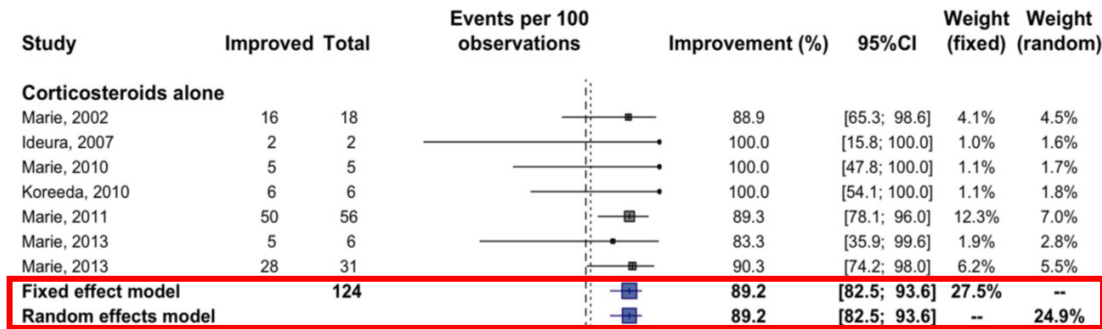 Study Improved Total Events per 100 observations Improvement (%) 95%CI Weight (fixed) Weight (random)
Corticosteroids alone
Marie, 2002 16 18 88.9 [65.3; 98.6] 4.1% 4.5%
Ideura, 2007 2 2 100.0 [15.8; 100.0] 1.0% 1.6%
Marie, 2010 5 5 100.0 [47.8; 100.0] 1.1% 1.7%
Koreeda, 2010 6 6 100.0 [54.1; 100.0] 1.1% 1.8%
Marie, 2011 50 56 89.3 [78.1; 96.0] 12.3% 7.0%
Marie, 2013 5 6 83.3 [35.9; 99.6] 1.9% 2.8%
Marie, 2013 28 31 90.3 [74.2; 98.0] 6.2% 5.5%
Fixed effect model 124 89.2 [82.5; 93.6] 27.5% --
Random effects model 89.2 [82.5; 93.6] -- 24.9%